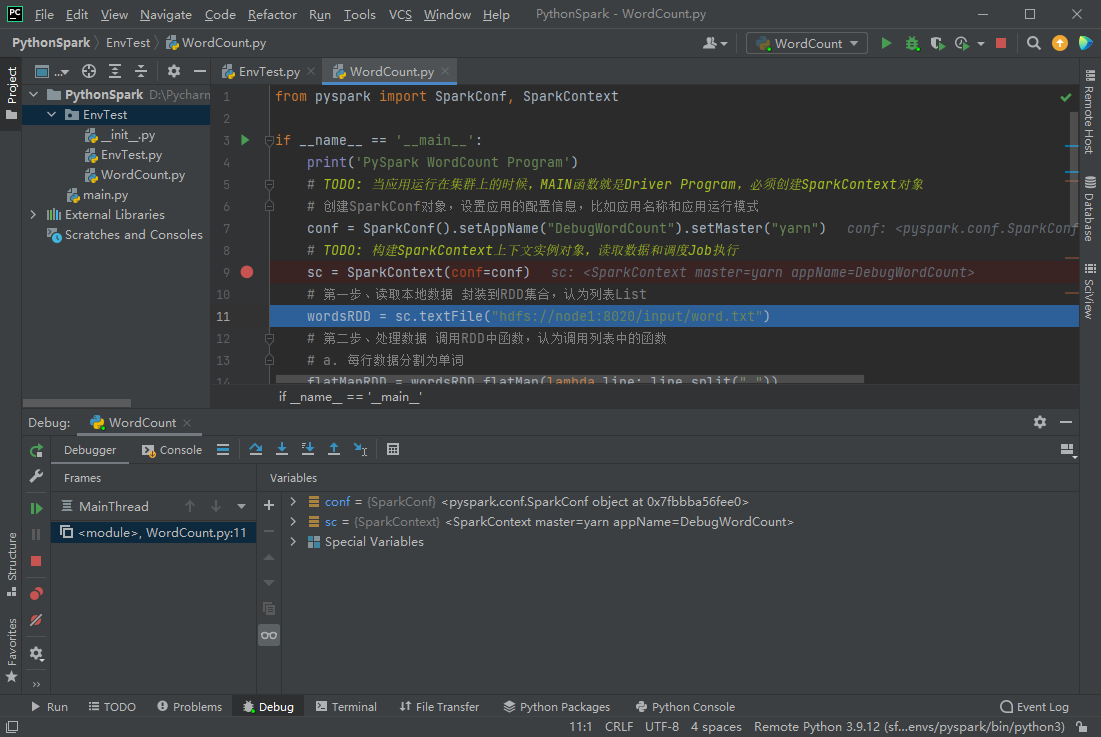 PC File Edit View Navigate Code Refactor Run Tools VCS Window Help PythonSpark - WordCount.py
PythonSpark EnvTest WordCount.py WordCount
Project
... EnvTest.py WordCount.py
PythonSpark D:\Pycharm
EnvTest
__init__.py
EnvTest.py
WordCount.py
main.py
External Libraries
Scratches and Consoles
1 from pyspark import SparkConf, SparkContext
2
3 if __name__ == '__main__':
4 print('PySpark WordCount Program')
5 # TODO: 当应用运行在集群上的时候，MAIN函数就是Driver Program，必须创建SparkContext对象
6 # 创建SparkConf对象，设置应用的配置信息，比如应用名称和应用运行模式
7 conf = SparkConf().setAppName("DebugWordCount").setMaster("yarn") conf: <pyspark.conf.SparkConf
8 # TODO: 构建SparkContext上下文实例对象，读取数据和调度Job执行
9 sc = SparkContext(conf=conf) sc: <SparkContext master=yarn appName=DebugWordCount>
10 # 第一步、读取本地数据 封装到RDD集合，认为列表List
11 wordsRDD = sc.textFile("hdfs://node1:8020/input/word.txt")
12 # 第二步、处理数据 调用RDD中函数，认为调用列表中的函数
13 # a. 每行数据分割为单词
14 flatMapRDD = wordsRDD.flatMap(lambda line: line.split(" "))
if __name__ == '__main__'
Remote Host
Database
SciView
Debug: WordCount
Debugger Console
Frames
Variables
MainThread
<module>, WordCount.py:11
conf = {SparkConf} <pyspark.conf.SparkConf object at 0x7fbbba56fee0>
sc = {SparkContext} <SparkContext master=yarn appName=DebugWordCount>
Special Variables
Structure
Favorites
Run TODO Problems Debug Terminal File Transfer Python Packages Python Console Event Log
11:1 CRLF UTF-8 4 spaces Remote Python 3.9.12 (sf...envs/pyspark/bin/python3)